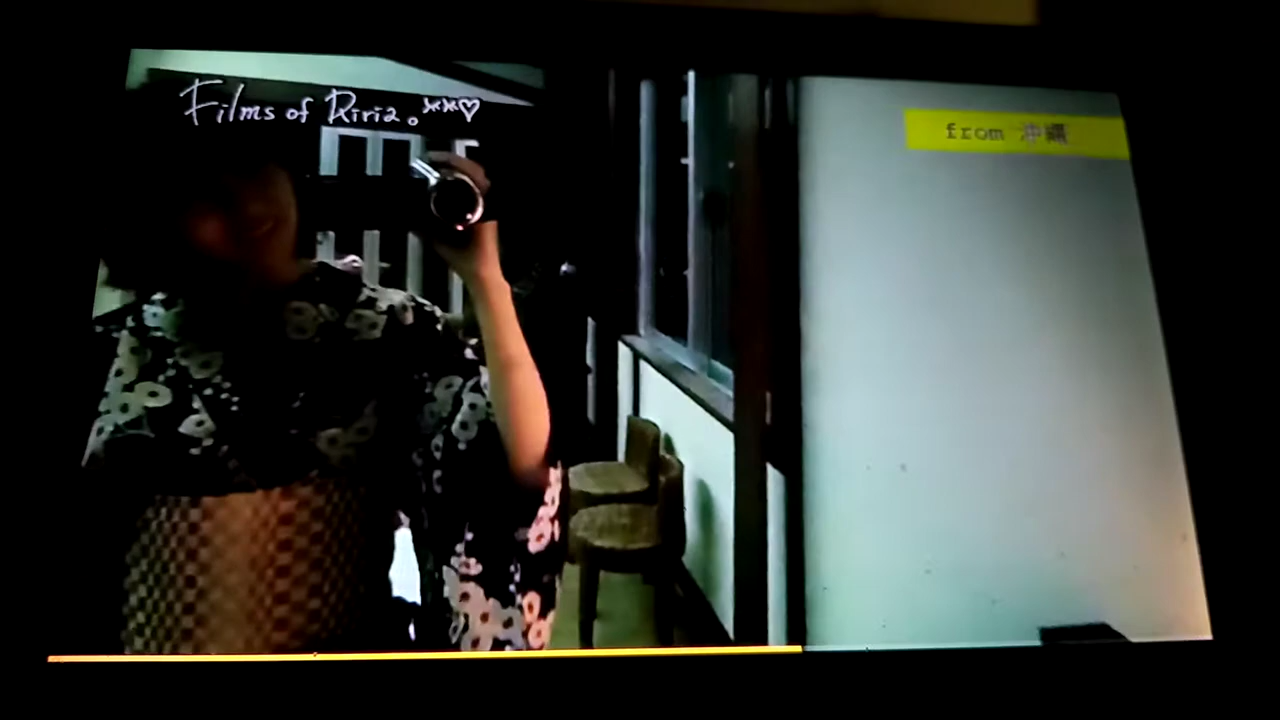 Films of Riria。***♡
from 沖縄